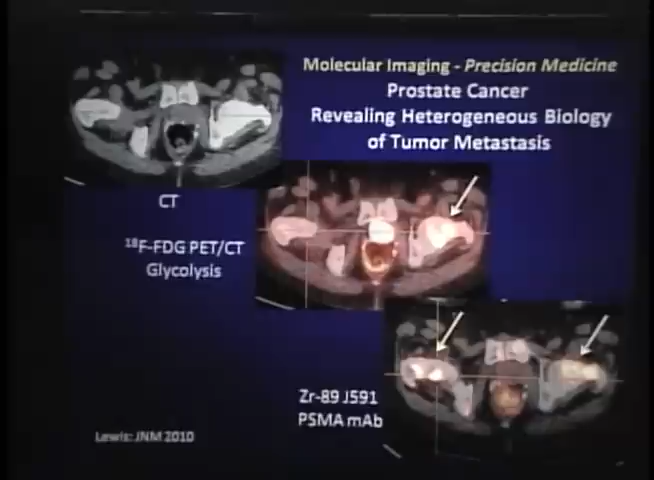 Molecular Imaging - Precision Medicine
Prostate Cancer
Revealing Heterogeneous Biology
of Tumor Metastasis
CT
¹⁸F-FDG PET/CT
Glycolysis
Zr-89 J591
PSMA mAb
Lewis: JNM 2010